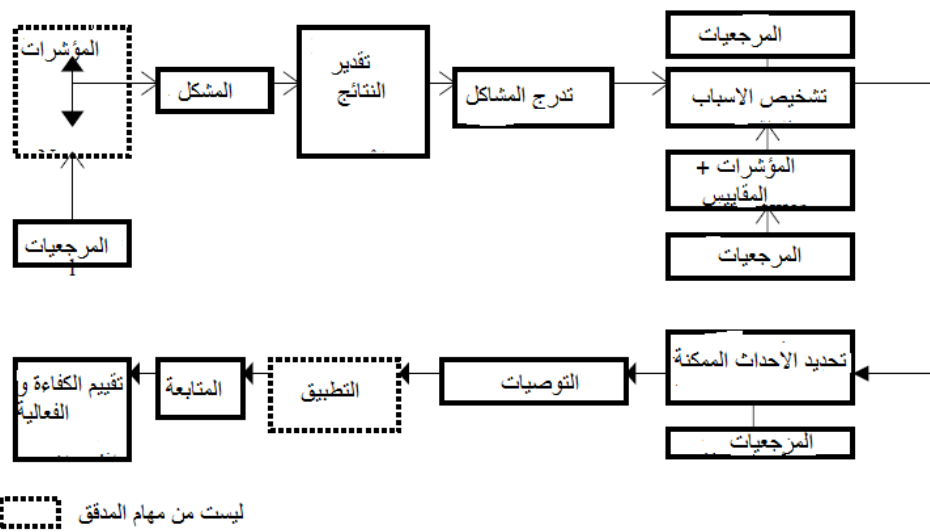 المؤشرات
المرجعيات
1
المشكل
تقدير
النتائج
تدرج المشاكل
المرجعيات
تشخيص الاسباب
المؤشرات +
المقاييس
المرجعيات
تحديد الأحداث الممكنة
المرجعيات
التوصيات
التطبيق
المتابعة
تقييم الكفاءة و
الفعالية
ليست من مهام المدقق